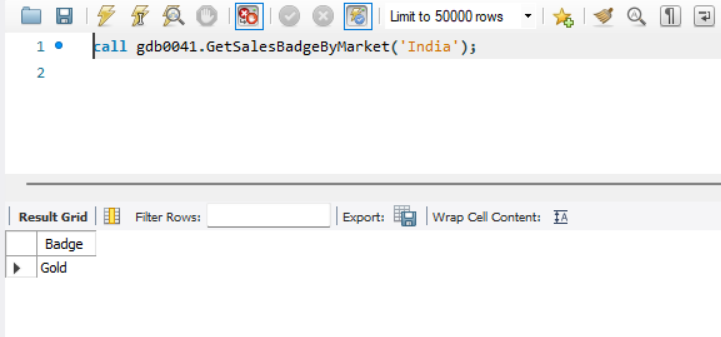 Limit to 50000 rows
1 call gdb0041.GetSalesBadgeByMarket('India');
2
Result Grid Filter Rows: Export: Wrap Cell Content: IA
Badge
Gold